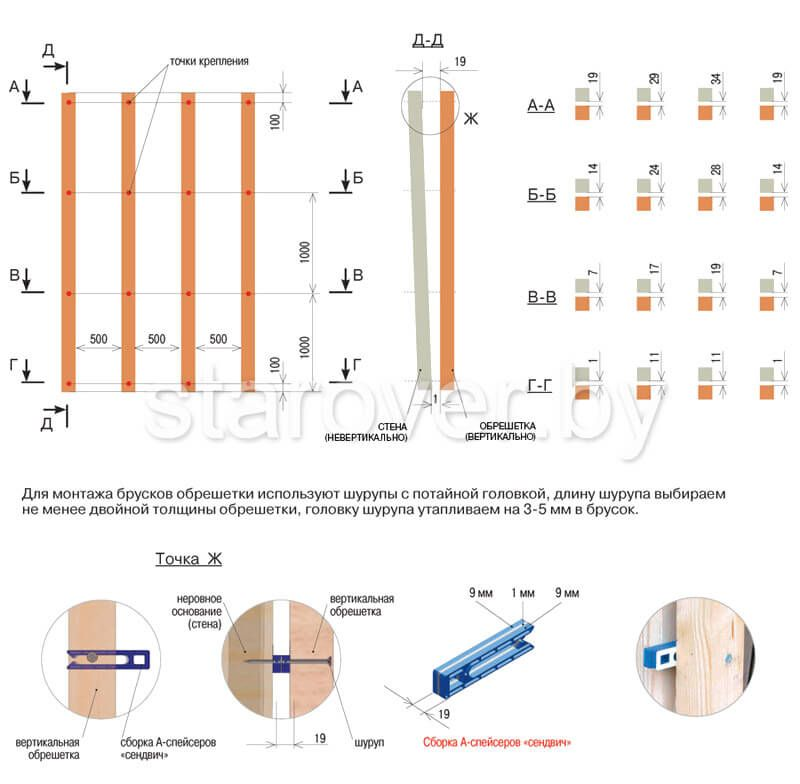 Д
точки крепления
А
А
100
Б
Б
1000
В
В
500
500
500
1000
Г
Г
100
Д
Д-Д
19
Ж
1
СТЕНА
(НЕВЕРТИКАЛЬНО)
ОБРЕШЕТКА
(ВЕРТИКАЛЬНО)
А-А
19
29
34
19
Б-Б
14
24
28
14
В-В
7
17
19
7
Г-Г
1
11
11
1
starover.by
Для монтажа брусков обрешетки используют шурупы с потайной головкой, длину шурупа выбираем
не менее двойной толщины обрешетки, головку шурупа утапливаем на 3-5 мм в брусок.
Точка Ж
вертикальная
обрешетка
сборка А-спейсеров
«сендвич»
неровное
основание
(стена)
вертикальная
обрешетка
19
шуруп
9 мм
1 мм
9 мм
19
Сборка А-спейсеров «сендвич»